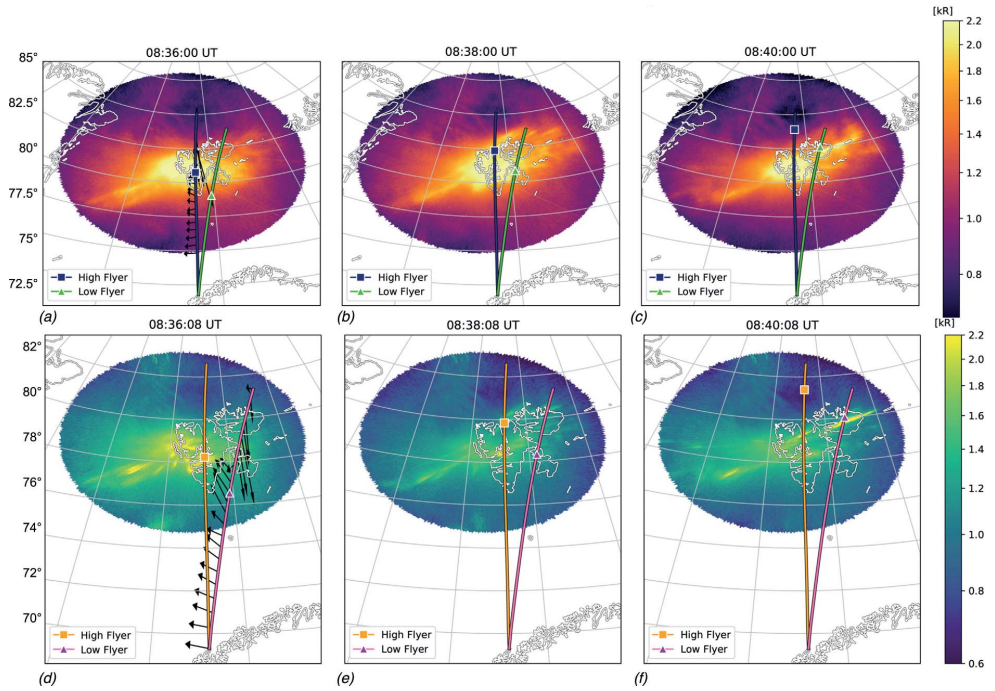 [kR]
08:36:00 UT
08:38:00 UT
08:40:00 UT
85°
82.5°
80°
77.5°
75°
72.5°
High Flyer
Low Flyer
High Flyer
Low Flyer
High Flyer
Low Flyer
2.2
2.0
1.8
1.6
1.4
1.2
1.0
0.8
(a)
(b)
(c)
08:36:08 UT
08:38:08 UT
08:40:08 UT
[kR]
82°
80°
78°
76°
74°
72°
70°
High Flyer
Low Flyer
High Flyer
Low Flyer
High Flyer
Low Flyer
2.2
2.0
1.8
1.6
1.4
1.2
1.0
0.8
0.6
(d)
(e)
(f)